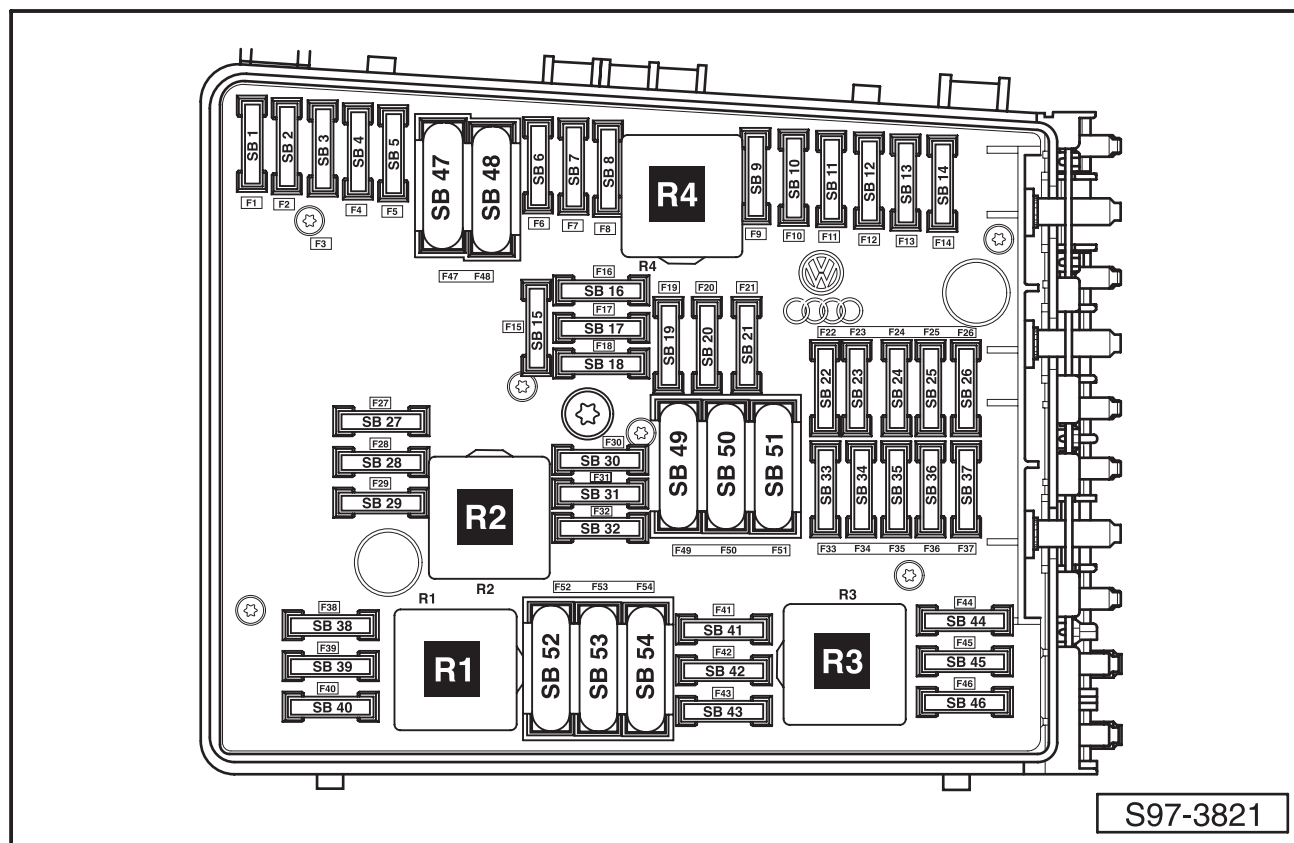 SB 1
SB 2
SB 3
SB 4
SB 5
SB 47
SB 48
SB 6
SB 7
SB 8
R4
SB 9
SB 10
SB 11
SB 12
SB 13
SB 14
F1
F2
F3
F4
F5
F47 F48
F6
F7
F8
R4
F9
F10
F11
F12
F13
F14
F15
SB 15
F16
SB 16
F17
SB 17
F18
SB 18
F19
F20
F21
SB 19
SB 20
SB 21
F22 F23 F24 F25 F26
SB 22
SB 23
SB 24
SB 25
SB 26
F27
SB 27
F28
SB 28
F29
SB 29
R2
R2
F30
SB 30
F31
SB 31
F32
SB 32
SB 49
SB 50
SB 51
F49 F50 F51
SB 33
SB 34
SB 35
SB 36
SB 37
F33 F34 F35 F36 F37
F38
SB 38
F39
SB 39
F40
SB 40
R1
R1
F52 F53 F54
SB 52
SB 53
SB 54
F41
SB 41
F42
SB 42
F43
SB 43
R3
R3
F44
SB 44
F45
SB 45
F46
SB 46
S97-3821